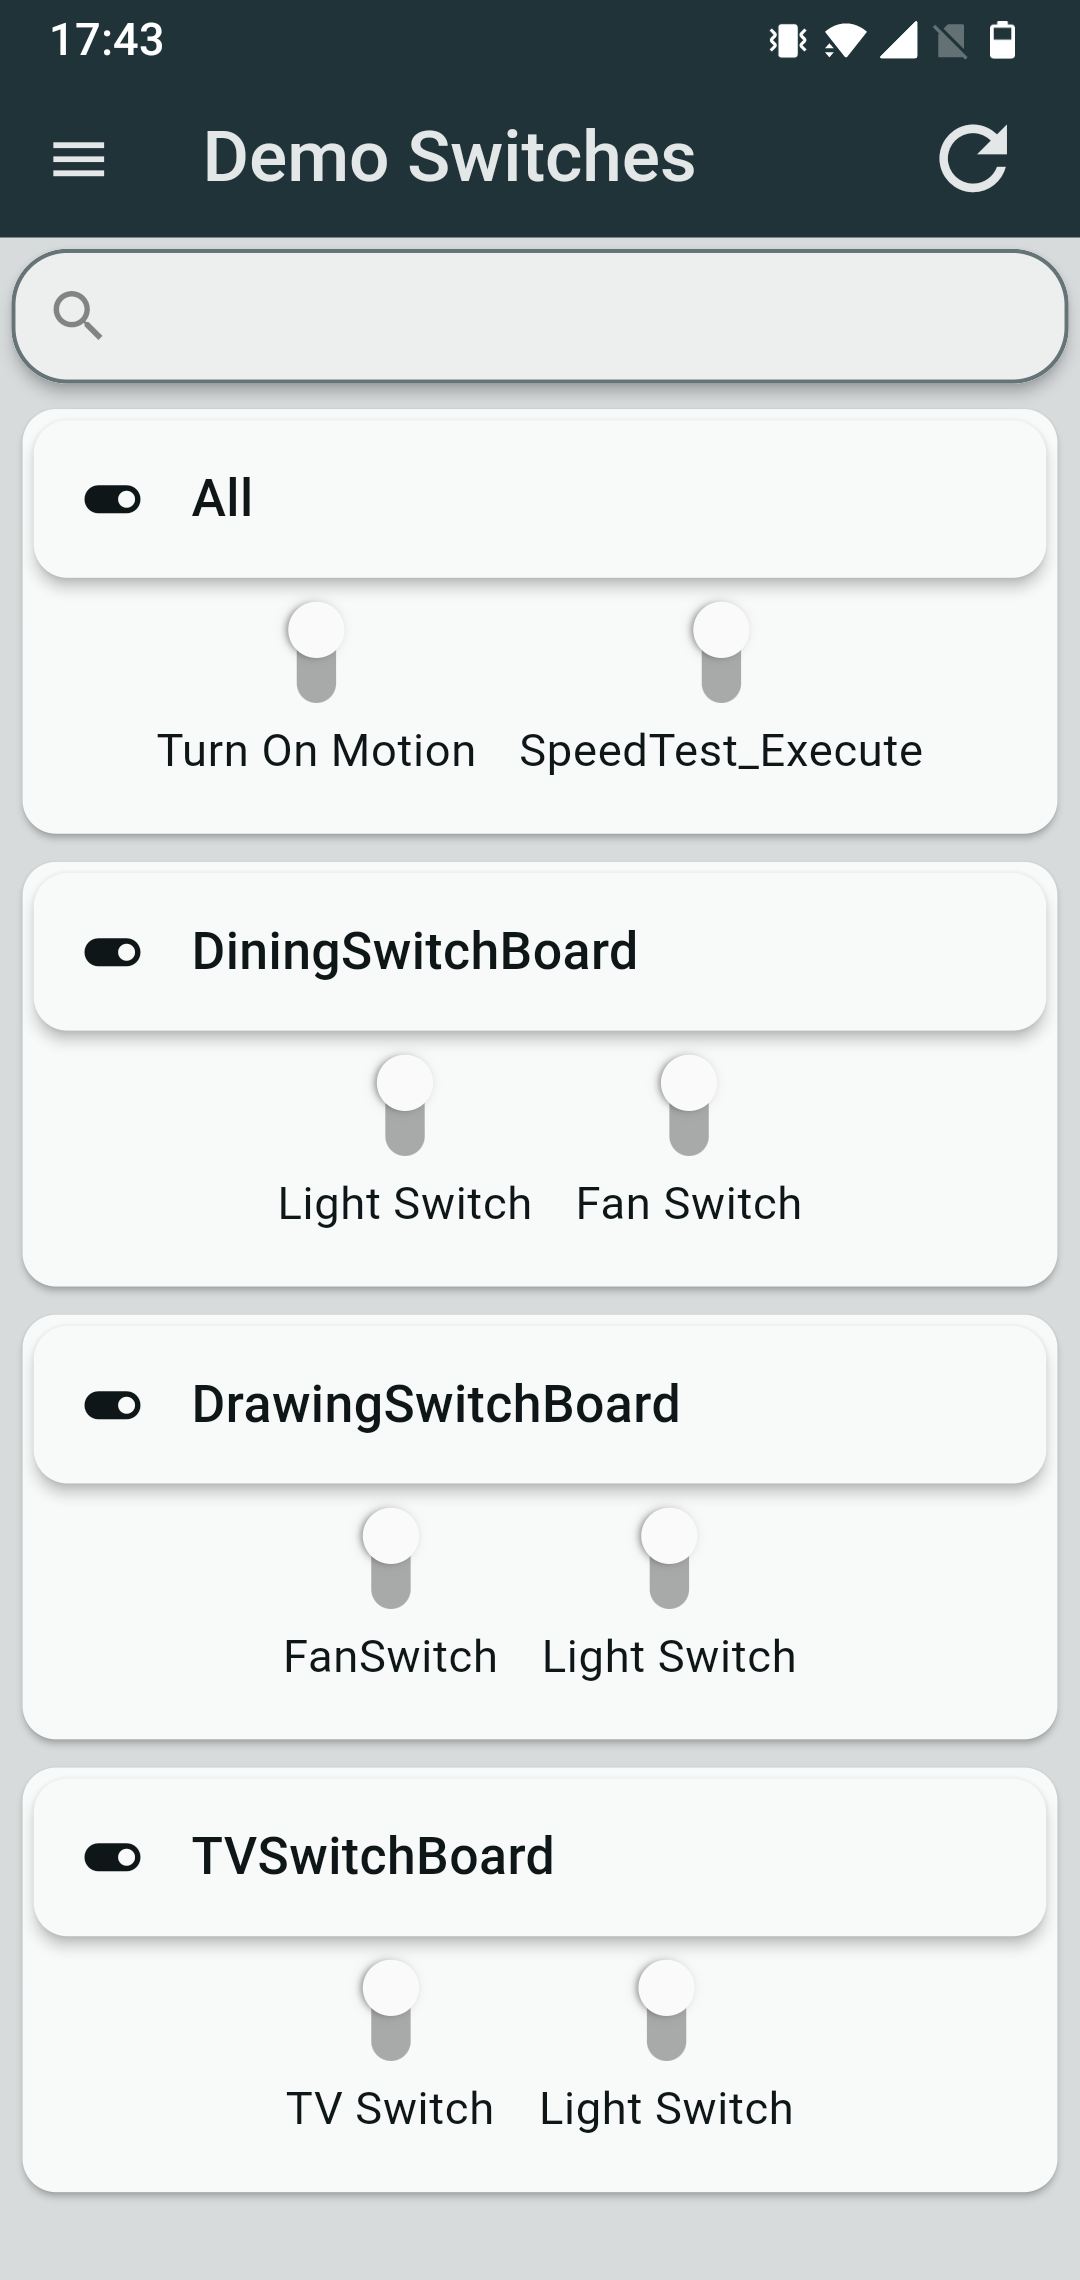 17:43
Demo Switches
All
Turn On Motion SpeedTest_Execute
DiningSwitchBoard
Light Switch Fan Switch
DrawingSwitchBoard
FanSwitch Light Switch
TVSwitchBoard
TV Switch Light Switch